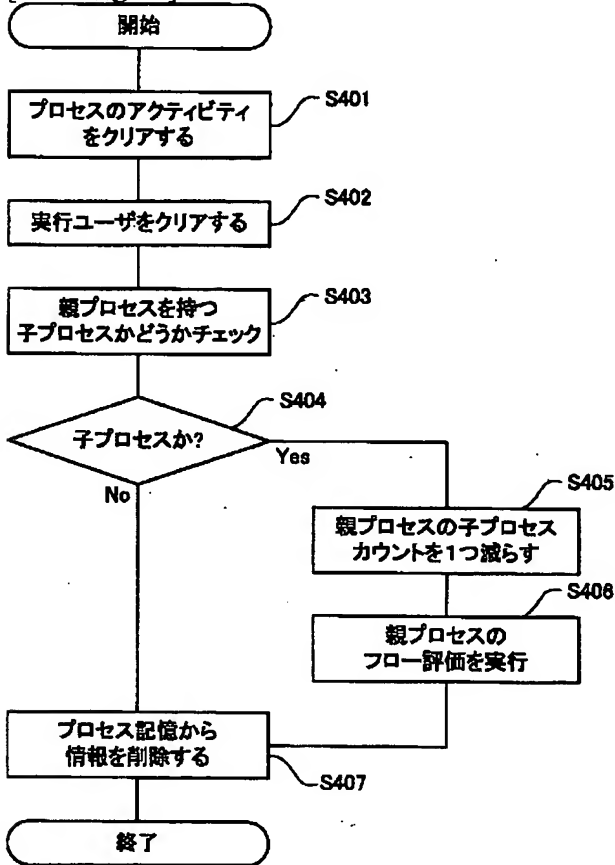 開始
プロセスのアクティビティ
をクリアする
S401
実行ユーザをクリアする
S402
親プロセスを持つ
子プロセスかどうかチェック
S403
子プロセスか?
S404
Yes
No
親プロセスの子プロセス
カウントを1つ減らす
S405
親プロセスの
フロー評価を実行
S406
プロセス記憶から
情報を削除する
S407
終了